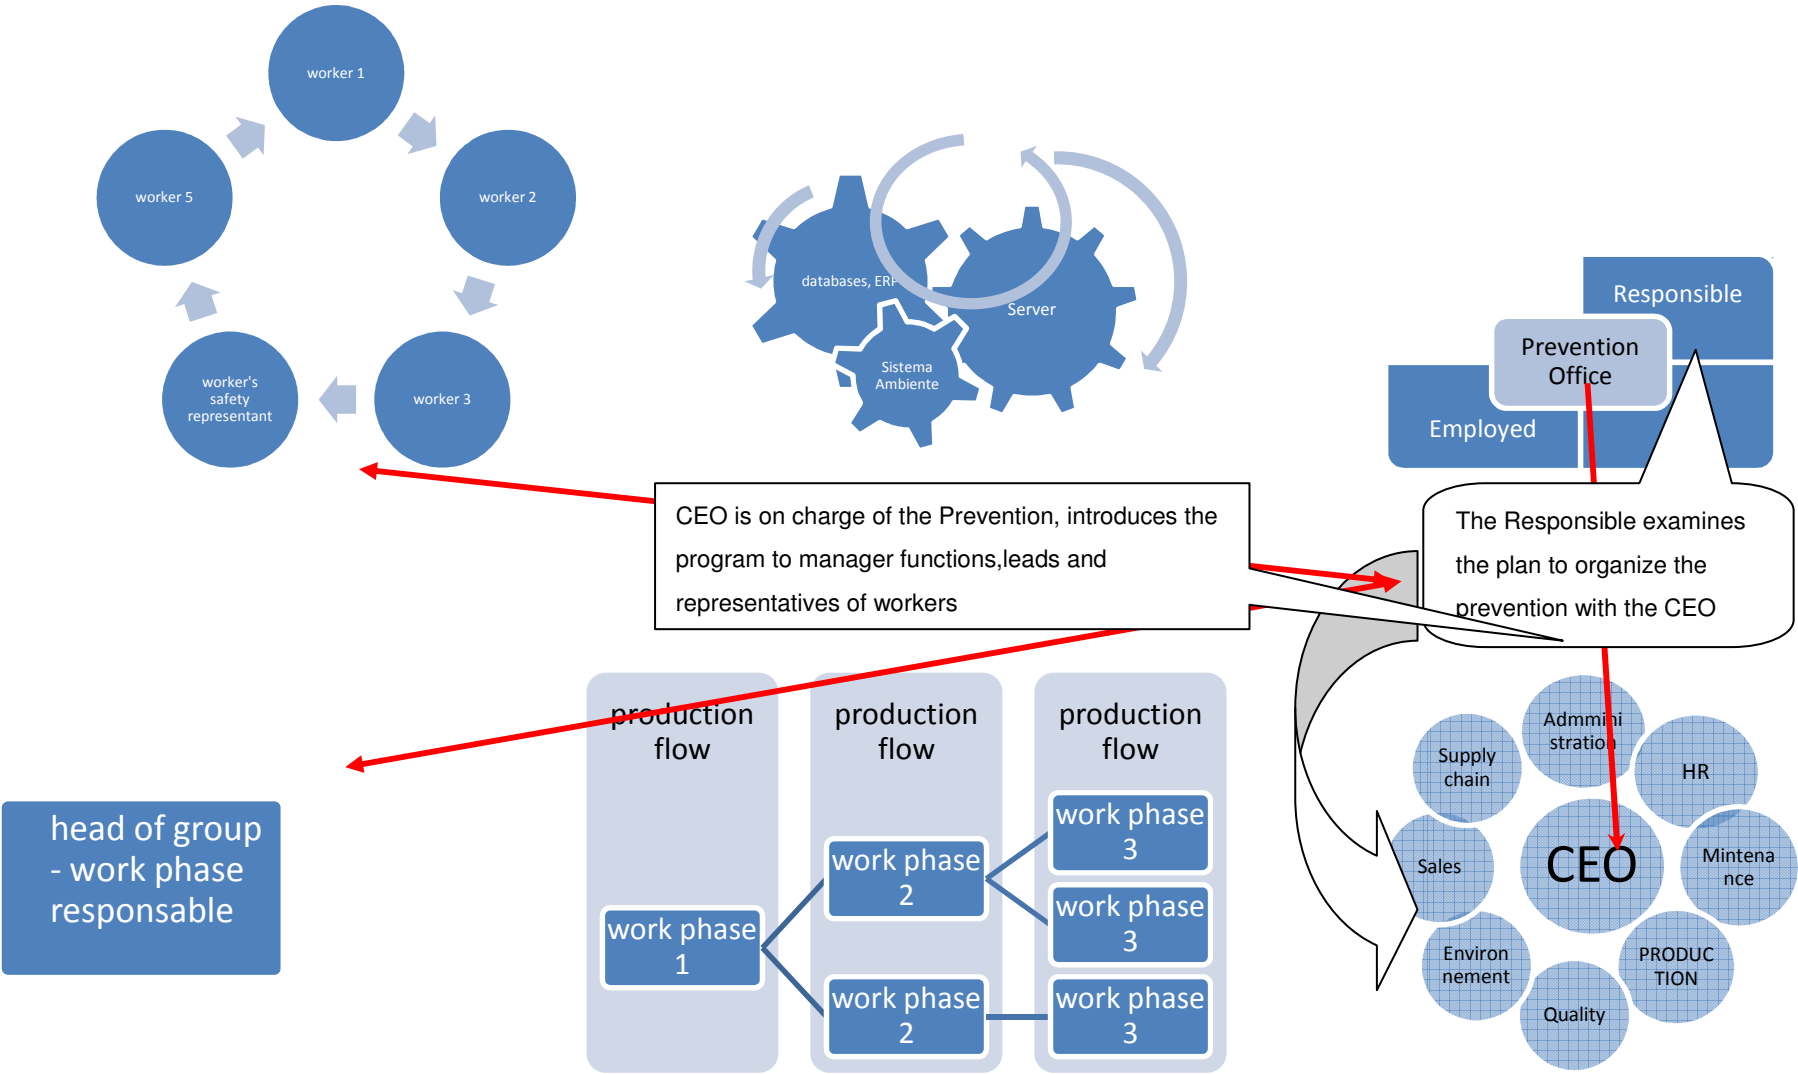 worker 1
worker 5
worker 2
worker's
safety
representant
worker 3
databases, ERP
Server
Sistema
Ambiente
Responsible
Prevention
Office
Employed
CEO is on charge of the Prevention, introduces the
program to manager functions,leads and
representatives of workers
The Responsible examines
the plan to organize the
prevention with the CEO
head of group
- work phase
responsable
production
flow
production
flow
production
flow
work phase
1
work phase
2
work phase
2
work phase
3
work phase
3
work phase
3
Admmini
stration
Supply
chain
HR
Sales
CEO
Mintena
nce
Environ
nement
PRODUC
TION
Quality